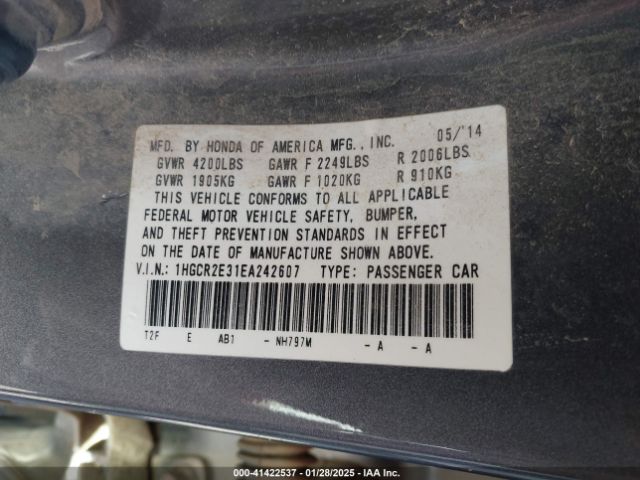 MFD. BY HONDA OF AMERICA MFG., INC. 05/'14
GVWR 4200LBS GAWR F 2249LBS R 2006LBS
GVWR 1905KG GAWR F 1020KG R 910KG
THIS VEHICLE CONFORMS TO ALL APPLICABLE
FEDERAL MOTOR VEHICLE SAFETY, BUMPER,
AND THEFT PREVENTION STANDARDS IN EFFECT
ON THE DATE OF MANUFACTURE SHOWN ABOVE.
V.I.N.: 1HGCR2E31EA242607 TYPE: PASSENGER CAR
T2F E AB1 - NH797M - A - A
000-41422537 - 01/28/2025 - IAA Inc.